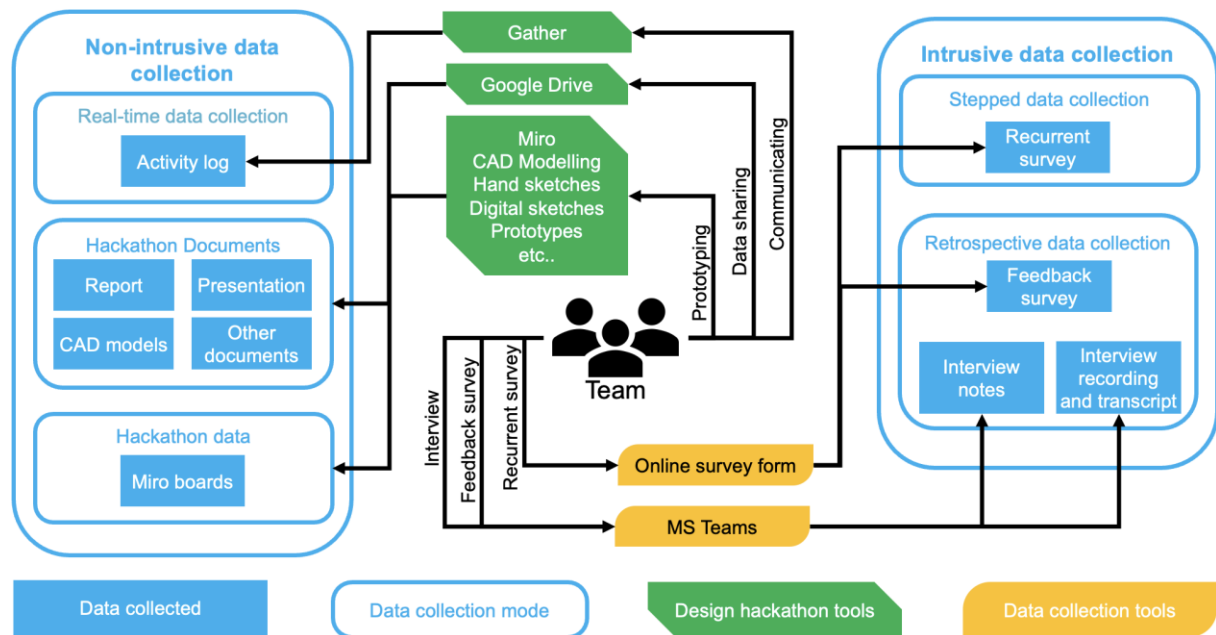 Non-intrusive data
collection
Real-time data collection
Activity log
Hackathon Documents
Report
Presentation
CAD models
Other
documents
Hackathon data
Miro boards
Gather
Google Drive
Miro
CAD Modelling
Hand sketches
Digital sketches
Prototypes
etc..
Prototyping
Data sharing
Communicating
Team
Interview
Feedback survey
Recurrent survey
Online survey form
MS Teams
Intrusive data collection
Stepped data collection
Recurrent
survey
Retrospective data collection
Feedback
survey
Interview
notes
Interview
recording
and transcript
Data collected
Data collection mode
Design hackathon tools
Data collection tools